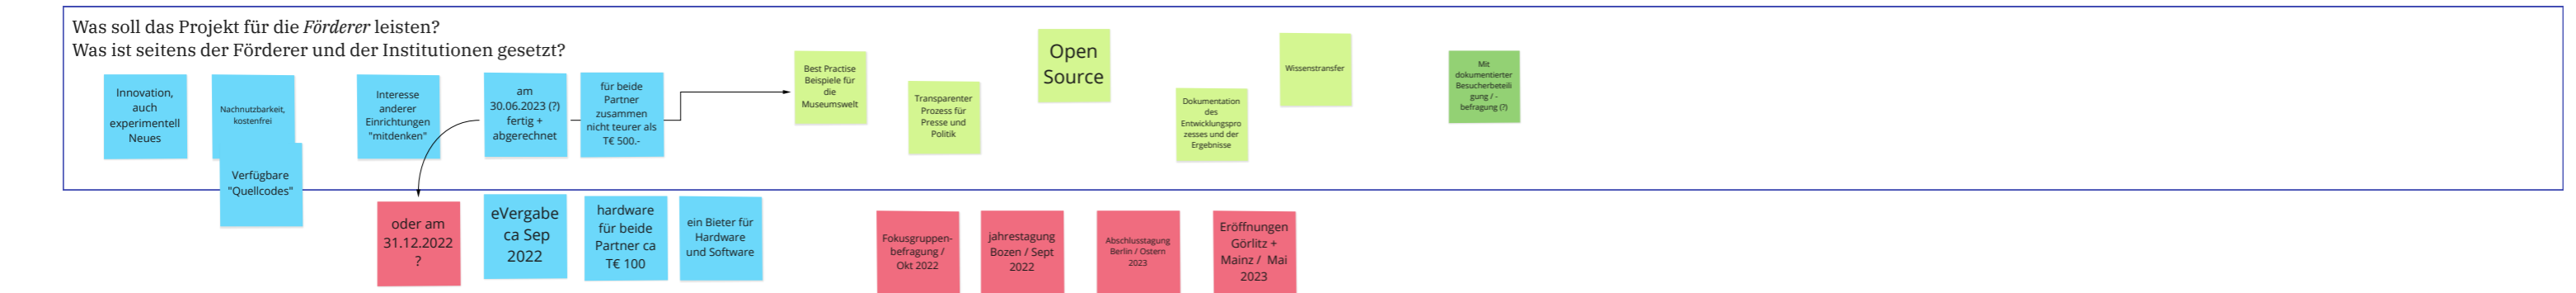 Was soll das Projekt für die Förderer leisten?
Was ist seitens der Förderer und der Institutionen gesetzt?
Innovation,
auch
experimentell
Neues
Nachnutzbarkeit,
kostenfrei
Verfügbare
"Quellcodes"
Interesse
anderer
Einrichtungen
"mitdenken"
am
30.06.2023 (?)
fertig +
abgerechnet
für beide
Partner
zusammen
nicht teurer als
T€ 500.-
Best Practise
Beispiele für
die
Museumswelt
Transparenter
Prozess für
Presse und
Politik
Open
Source
Dokumentation
des
Entwicklungspro
zesses und der
Ergebnisse
Wissenstransfer
Mit
dokumentierter
Besucherbeteili
gung / -
befragung (?)
oder am
31.12.2022
?
eVergabe
ca Sep
2022
hardware
für beide
Partner ca
T€ 100
ein Bieter für
Hardware
und Software
Fokusgruppen-
befragung /
Okt 2022
jahrestagung
Bozen / Sept
2022
Abschlusstagung
Berlin / Ostern
2023
Eröffnungen
Görlitz +
Mainz / Mai
2023